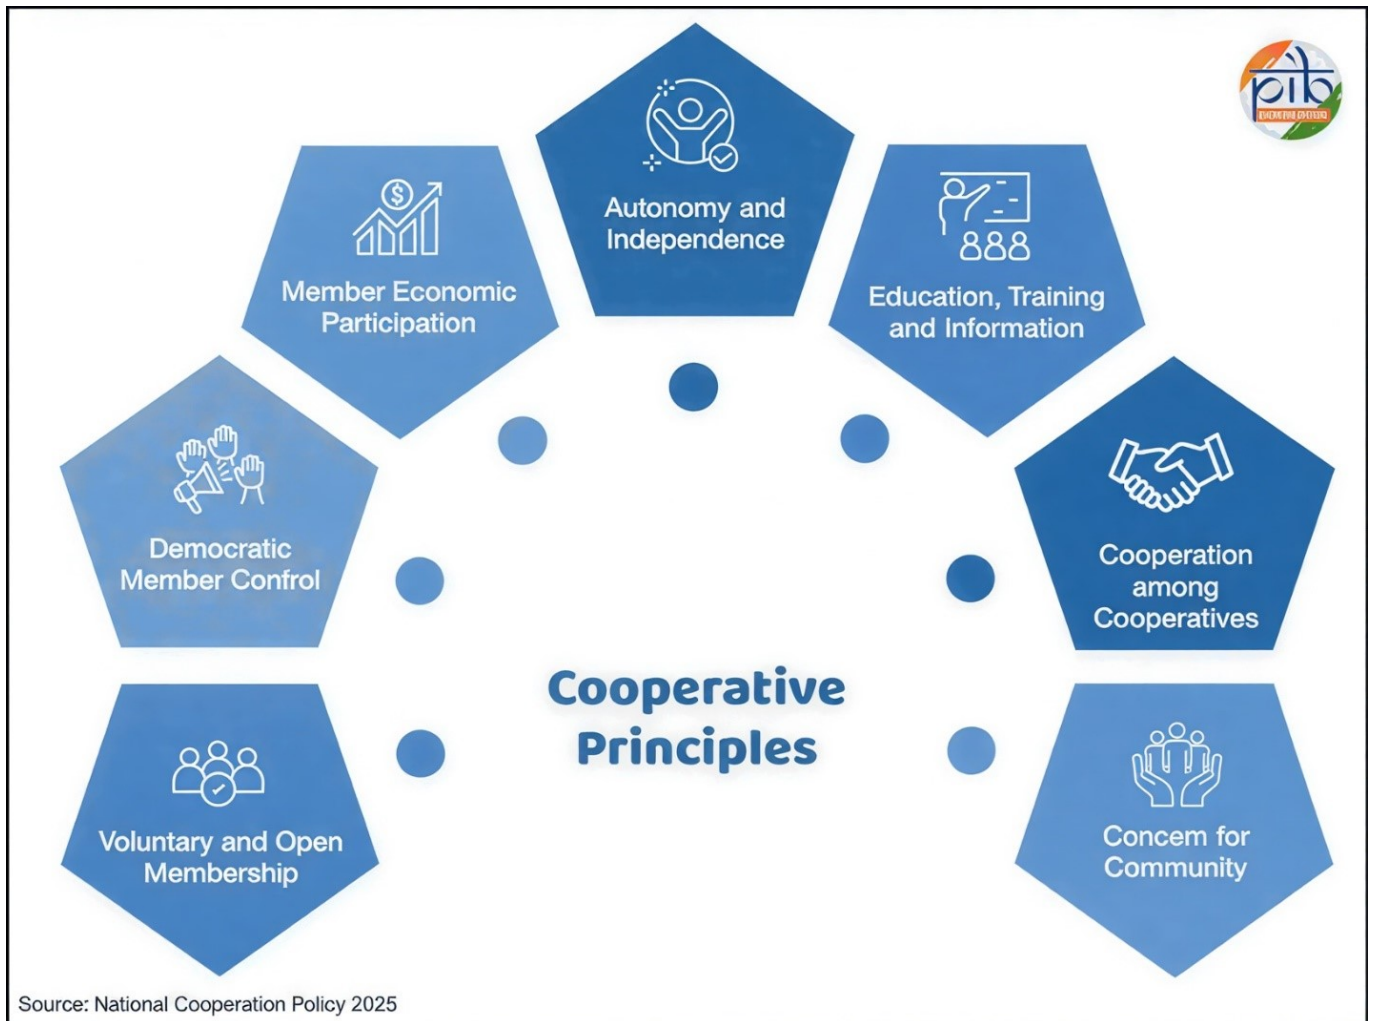 pib
Autonomy and
Independence
Member Economic
Participation
Education, Training
and Information
Democratic
Member Confrol
Cooperation
among
Cooperatives
Cooperative
Principles
Voluntary and Open
Membership
Concem for
Community
Source: National Cooperation Policy 2025